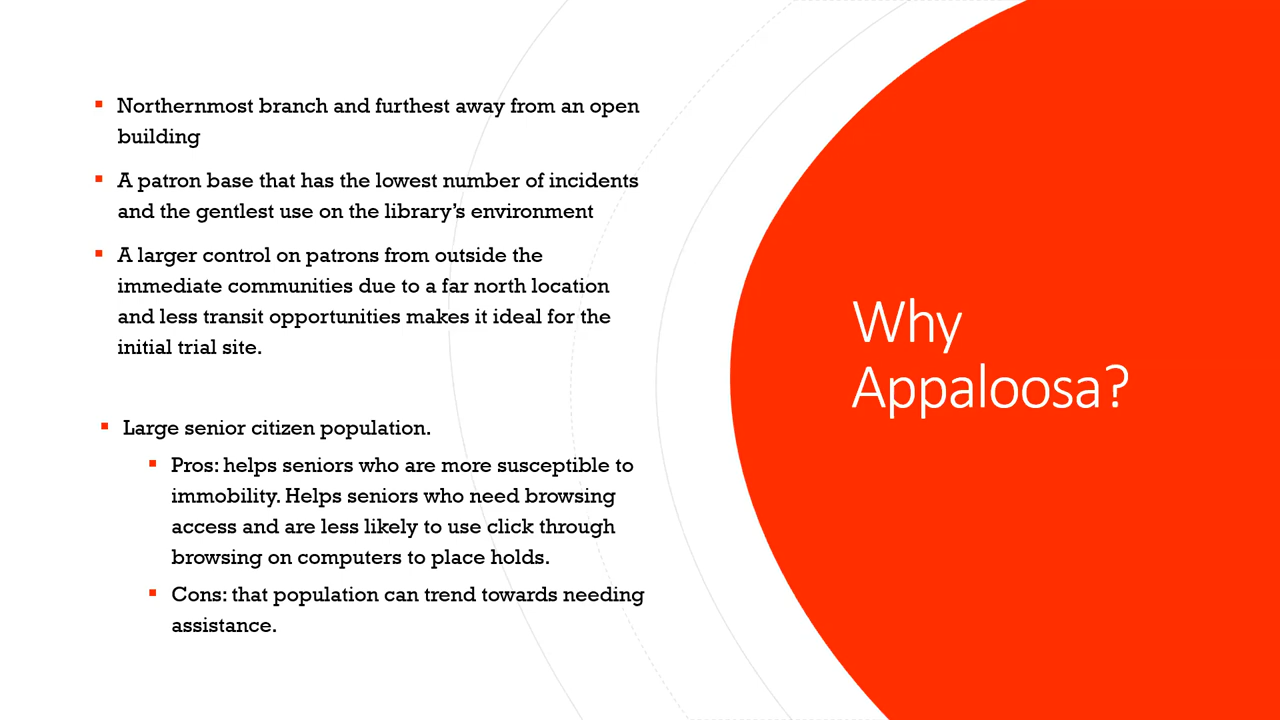 Northernmost branch and furthest away from an open
building
A patron base that has the lowest number of incidents
and the gentlest use on the library’s environment
A larger control on patrons from outside the
immediate communities due to a far north location
and less transit opportunities makes it ideal for the
initial trial site.
Large senior citizen population.
Pros: helps seniors who are more susceptible to
immobility. Helps seniors who need browsing
access and are less likely to use click through
browsing on computers to place holds.
Cons: that population can trend towards needing
assistance.
Why
Appaloosa?